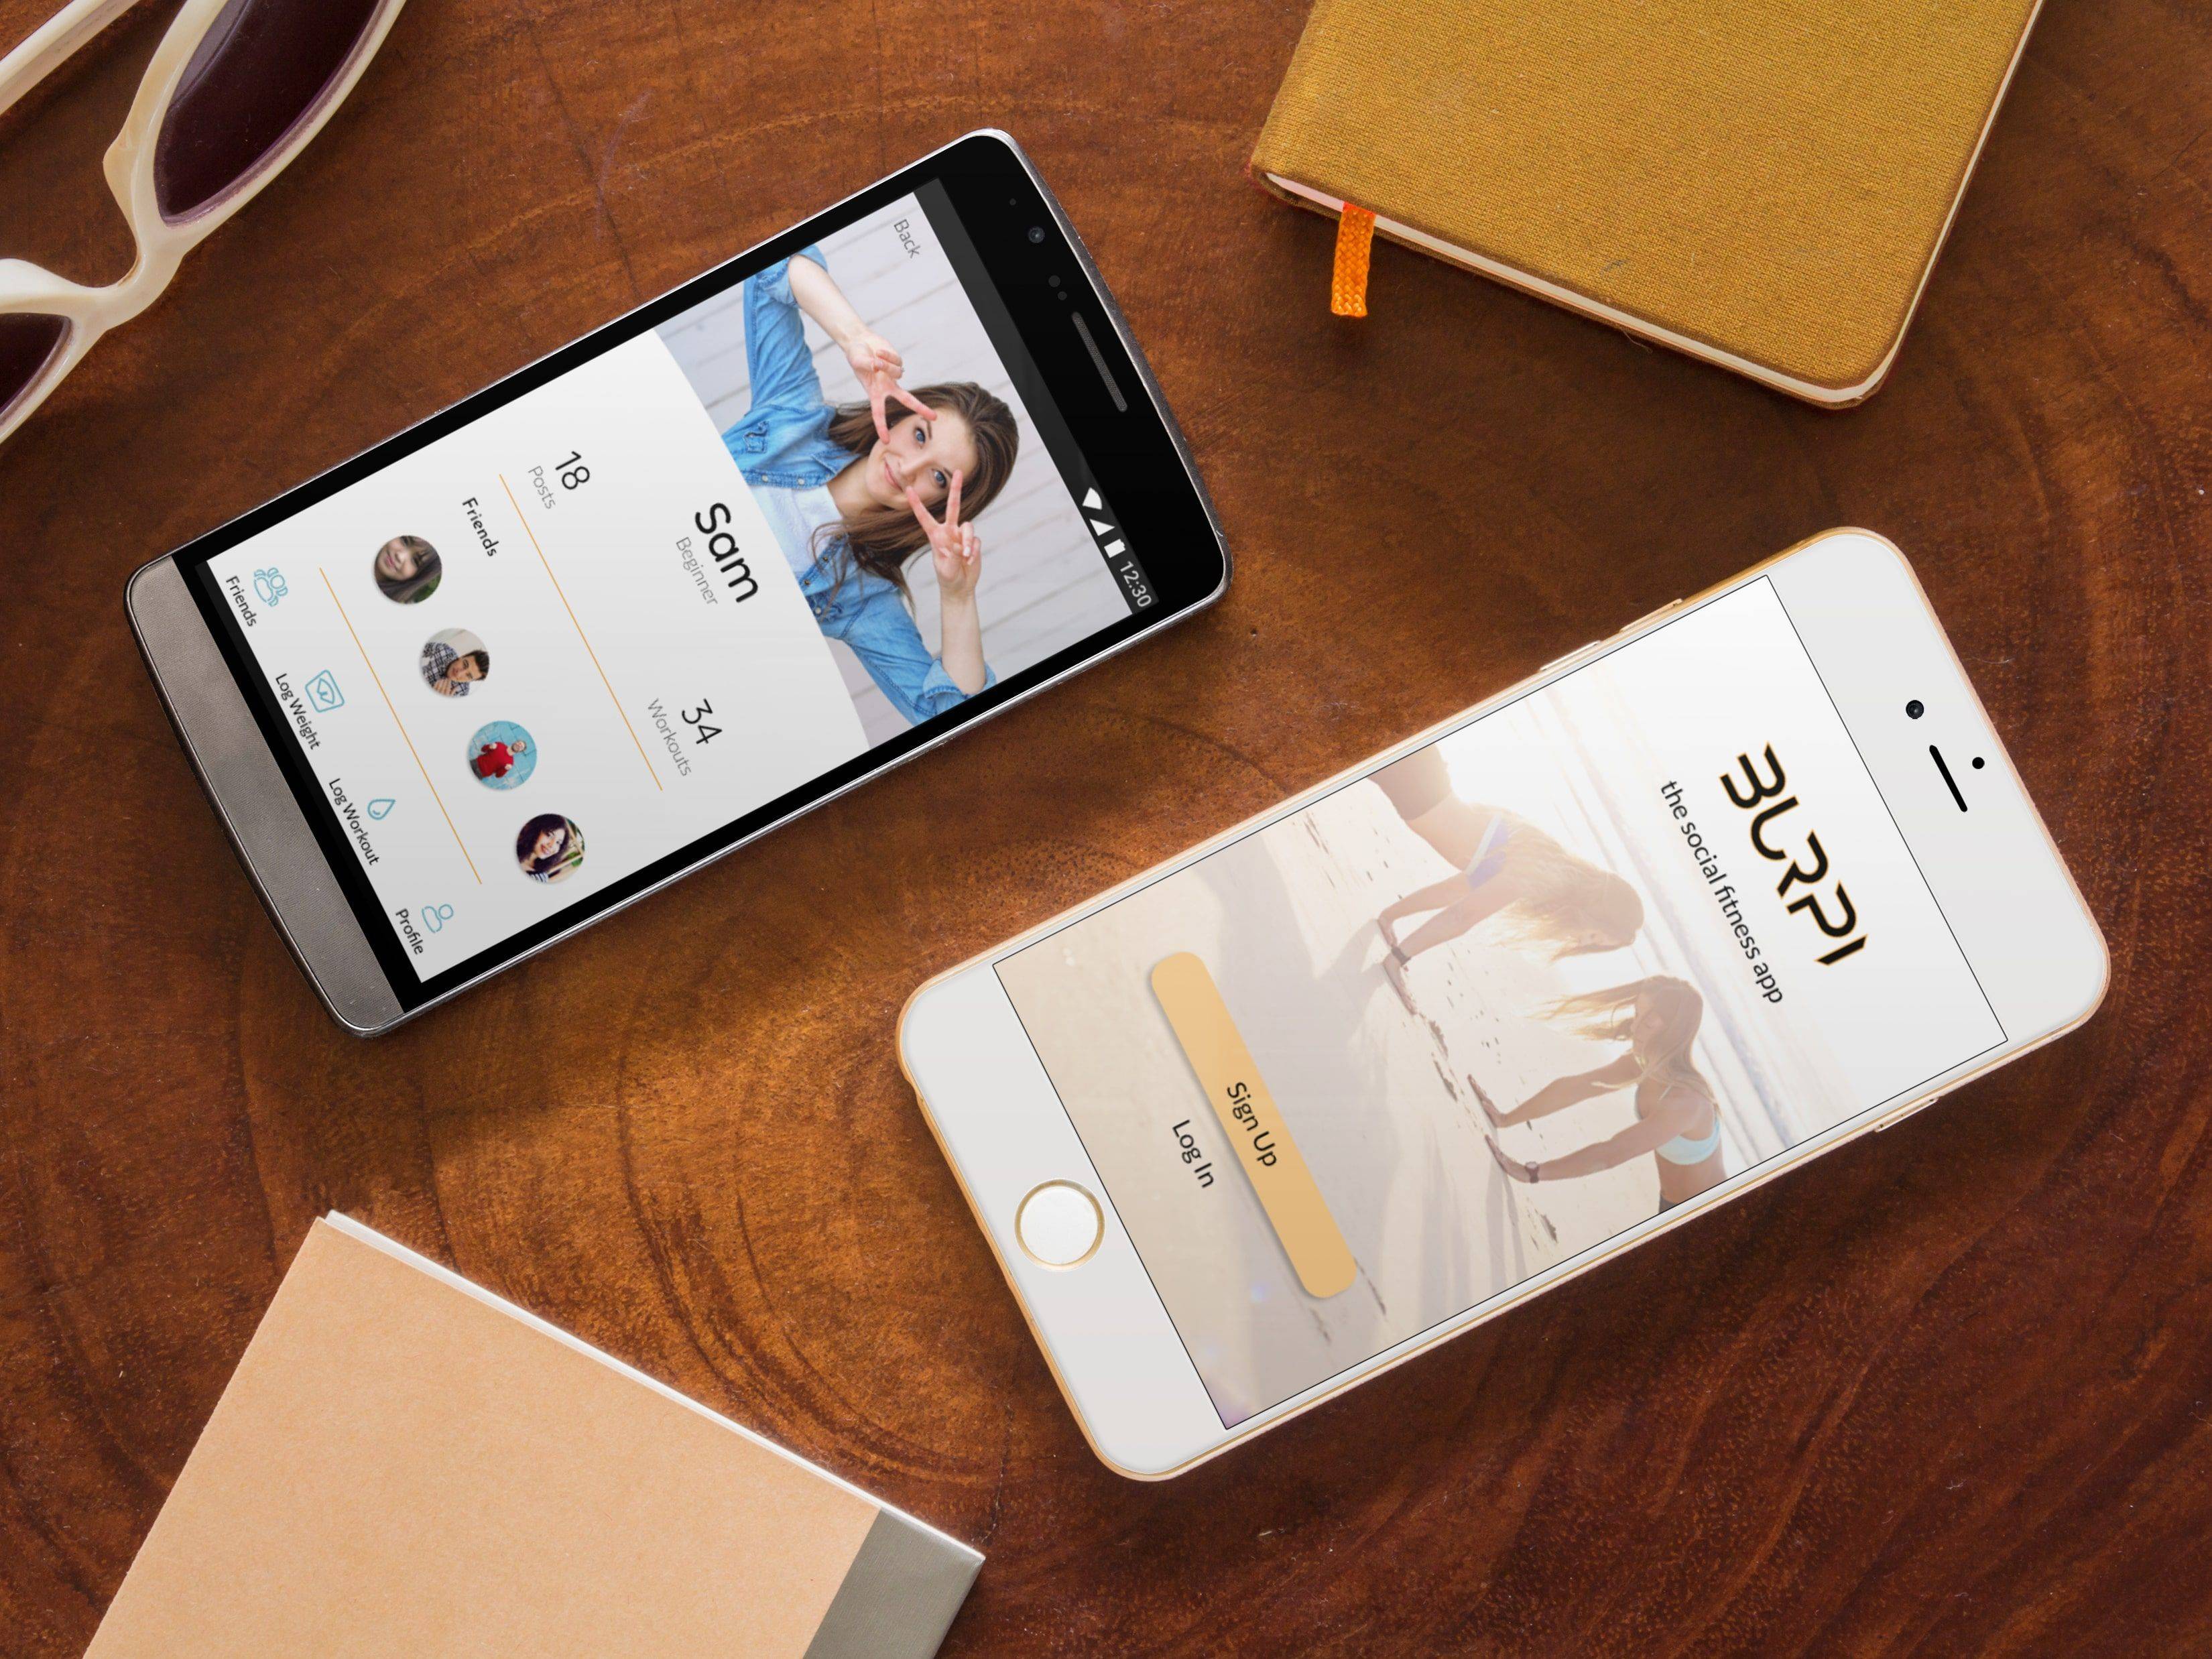 12:30
Back
Sam
Beginner
18
Posts
34
Workouts
Friends
Friends
Log Weight
Log Workout
Profile
BURPI
the social fitness app
Sign Up
Log In